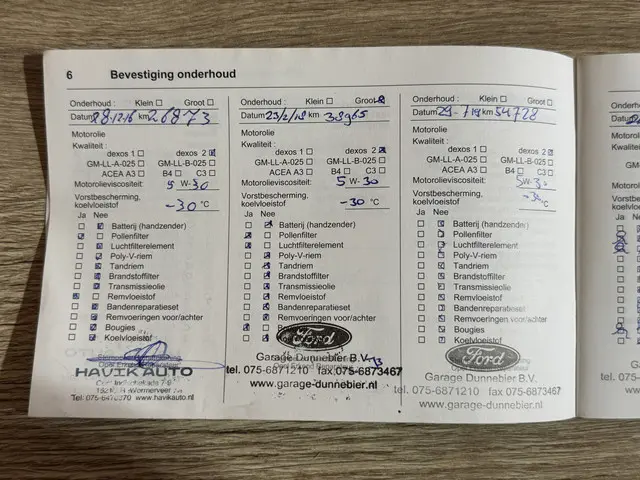 6 Bevestiging onderhoud
Onderhoud : Klein Groot
Datum 28-12-16 km 26873
Motorolie
Kwaliteit :
dexos 1 dexos 2
GM-LL-A-025 GM-LL-B-025
ACEA A3 B4 C3
Motorolieviscositeit: 5 W-30
Vorstbescherming,
koelvloeistof -30 °C
Ja Nee
Batterij (handzender)
Pollenfilter
Luchtfilterelement
Poly-V-riem
Tandriem
Brandstoffilter
Transmissieolie
Remvloeistof
Bandenreparatieset
Remvoeringen voor/achter
Bougies
Koelvloeistof
HAVIK AUTO
Tel. 075-6470270 www.havikauto.nl
Onderhoud : Klein Groot
Datum 23/2/18 km 38965
Motorolie
Kwaliteit :
dexos 1 dexos 2
GM-LL-A-025 GM-LL-B-025
ACEA A3 B4 C3
Motorolieviscositeit: 5 W-30
Vorstbescherming,
koelvloeistof -30 °C
Ja Nee
Batterij (handzender)
Pollenfilter
Luchtfilterelement
Poly-V-riem
Tandriem
Brandstoffilter
Transmissieolie
Remvloeistof
Bandenreparatieset
Remvoeringen voor/achter
Koelvloeistof
Ford
Garage Dunnebier B.V.
tel. 075-6871210 fax 075-6873467
www.garage-dunnebier.nl
Onderhoud : Klein Groot
Datum km 54728
Motorolie
Kwaliteit :
dexos 1 dexos 2
GM-LL-A-025 GM-LL-B-025
ACEA A3 B4 C3
Motorolieviscositeit: 5 W-30
Vorstbescherming,
koelvloeistof °C
Ja Nee
Batterij (handzender)
Pollenfilter
Luchtfilterelement
Poly-V-riem
Tandriem
Brandstoffilter
Transmissieolie
Remvloeistof
Bandenreparatieset
Remvoeringen voor/achter
Bougies
Koelvloeistof
Ford
Garage Dunnebier B.V.
tel. 075-6871210 fax 075-6873467
www.garage-dunnebier.nl